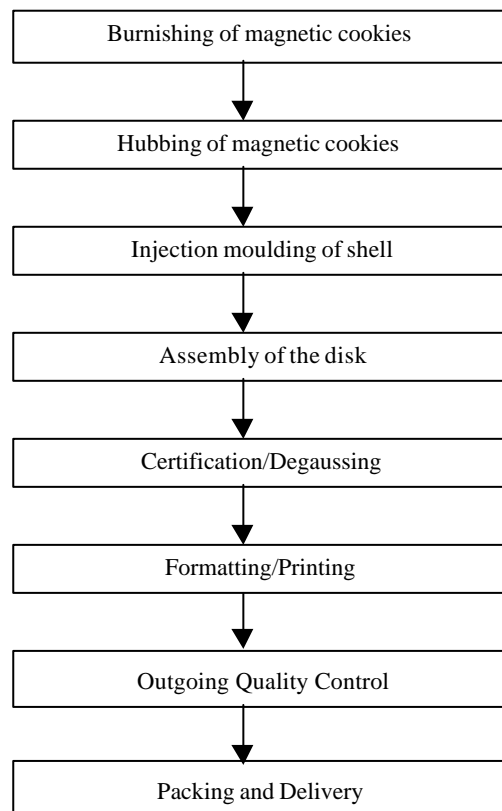 Burnishing of magnetic cookies
Hubbing of magnetic cookies
Injection moulding of shell
Assembly of the disk
Certification/Degaussing
Formatting/Printing
Outgoing Quality Control
Packing and Delivery